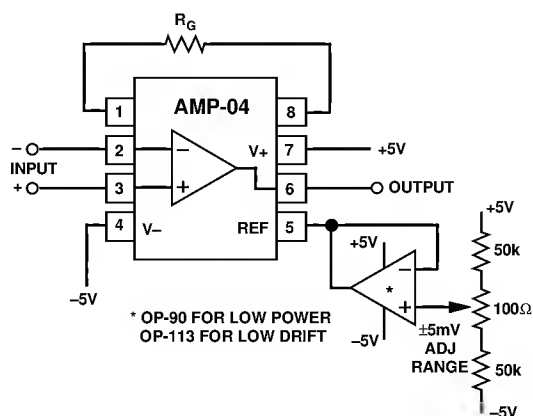 R_G
1
AMP-04
8
– INPUT +
2
–
V+
7
+5V
3
+
6
OUTPUT
4
V–
REF
5
–5V
+5V
–
*
+
–5V
±5mV
ADJ
RANGE
+5V
50k
100Ω
50k
–5V
* OP-90 FOR LOW POWER
OP-113 FOR LOW DRIFT